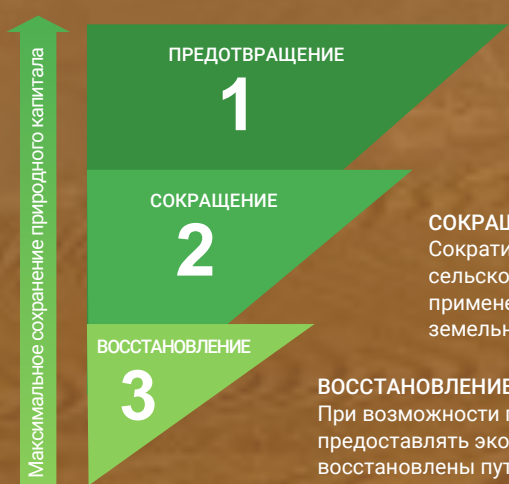 Максимальное сохранение природного капитала
ПРЕДОТВРАЩЕНИЕ
1
СОКРАЩЕНИЕ
2
ВОССТАНОВЛЕНИЕ
3
СОКРАЩ
Сократи
сельско
примене
земельн
ВОССТАНОВЛЕНИЕ
При возможности
предоставлять эко
восстановлены пут